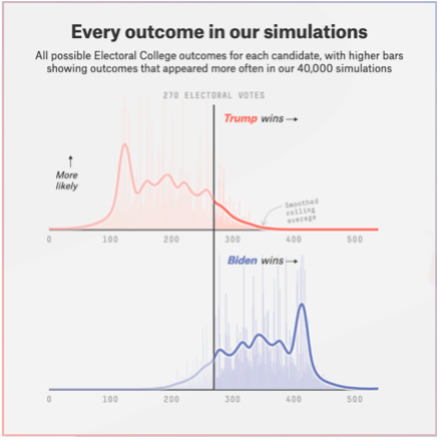 Every outcome in our simulations
All possible Electoral College outcomes for each candidate, with higher bars
showing outcomes that appeared more often in our 40,000 simulations
270 ELECTORAL VOTES
Trump wins→
↑
More
likely
Smoothed
rolling
average
0 100 200 300 400 500
Biden wins→
0 100 200 300 400 500